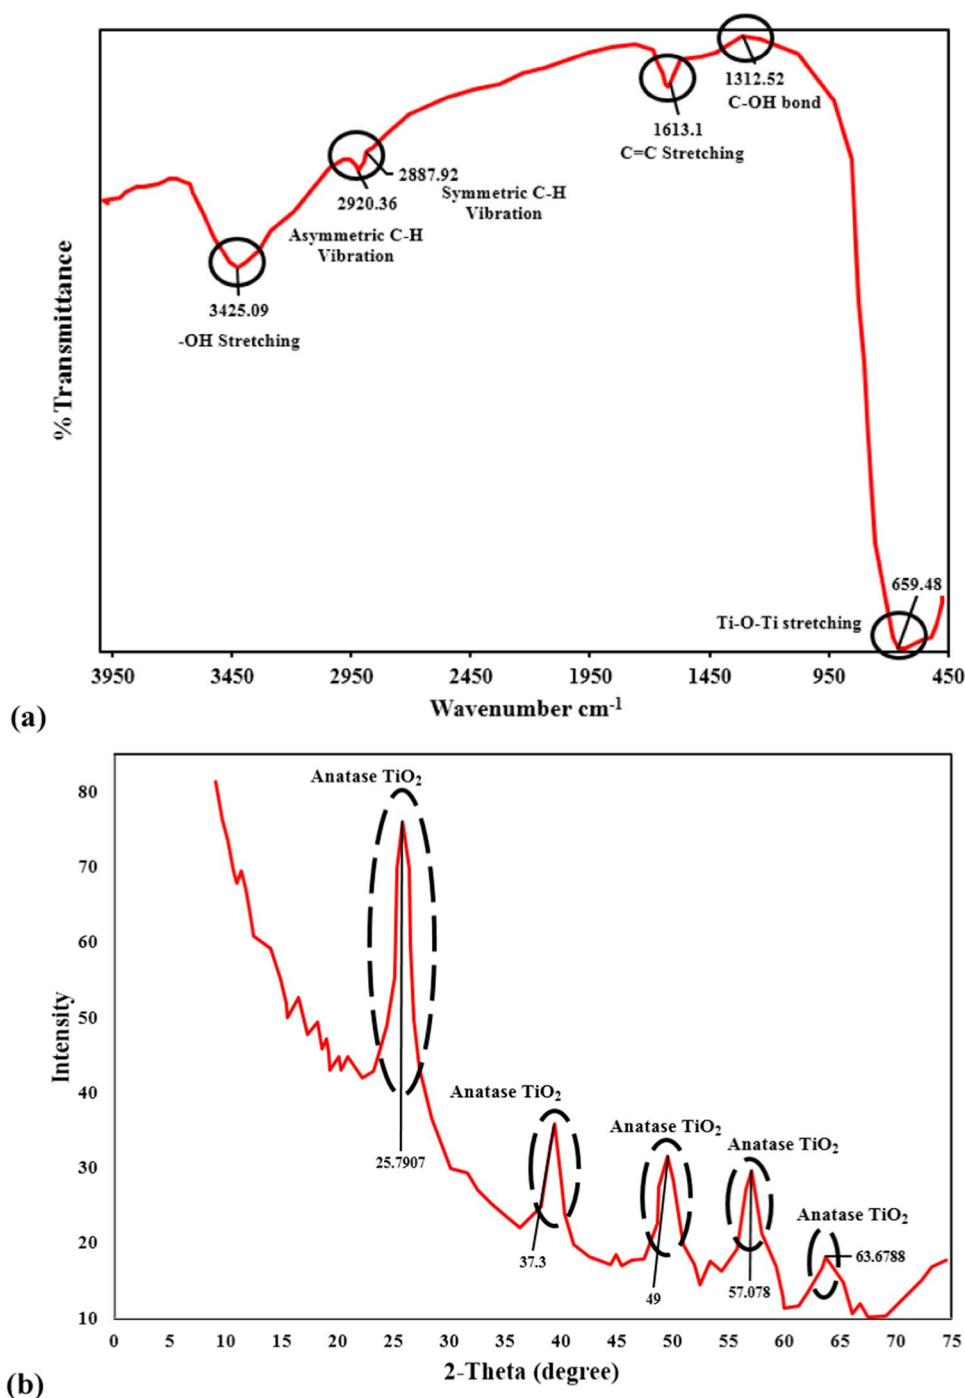 1312.52
C-OH bond
1613.1
C=C Stretching
2887.92
2920.36
Symmetric C-H
Vibration
Asymmetric C-H
Vibration
3425.09
-OH Stretching
% Transmittance
659.48
Ti-O-Ti stretching
3950 3450 2950 2450 1950 1450 950 450
Wavenumber cm⁻¹
(a)
Anatase TiO₂
80
70
60
50
40
30
20
10
Intensity
Anatase TiO₂
Anatase TiO₂
Anatase TiO₂
Anatase TiO₂
25.7907
37.3
49
57.078
63.6788
0 5 10 15 20 25 30 35 40 45 50 55 60 65 70 75
2-Theta (degree)
(b)